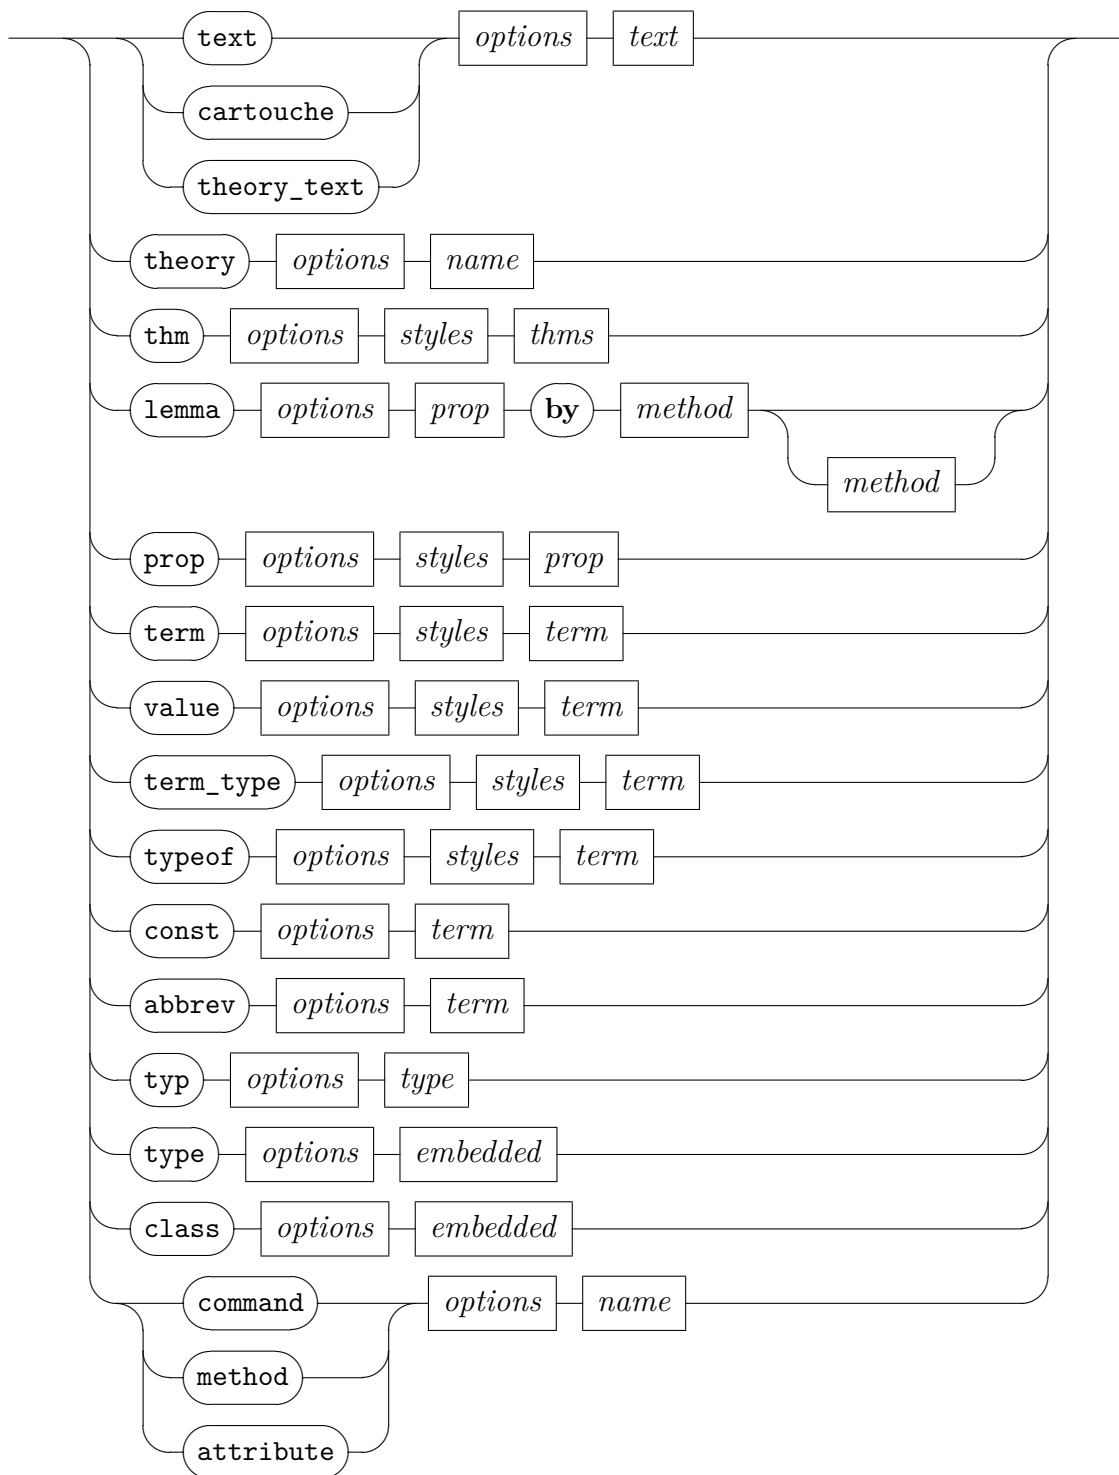 text options text
cartouche
theory_text
theory options name
thm options styles thms
lemma options prop by method
method
prop options styles prop
term options styles term
value options styles term
term_type options styles term
typeof options styles term
const options term
abbrev options term
typ options type
type options embedded
class options embedded
command options name
method
attribute